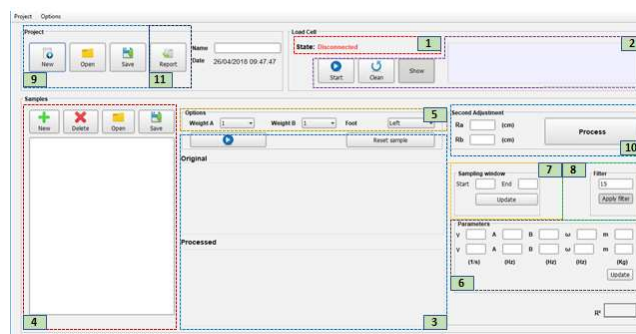 Project Options
Project
New
Open
Save
Report
9
11
Name
Date 26/04/2018 09.47.47
Load Cell
State: Disconnected
1
2
Start
Clean
Show
Samples
New
Delete
Open
Save
4
Options
Weight A 1 Weight B 1 Foot Left
5
Reset sample
Original
Processed
3
Second Adjustment
Ra (cm)
Rb (cm)
Process
10
Sampling window
7
Start End
Update
8
Filter
15
Apply filter
Parameters
γ A B ω m
γ A B ω m
(1/s) (Hz) (Hz) (Kg)
Update
6
R²